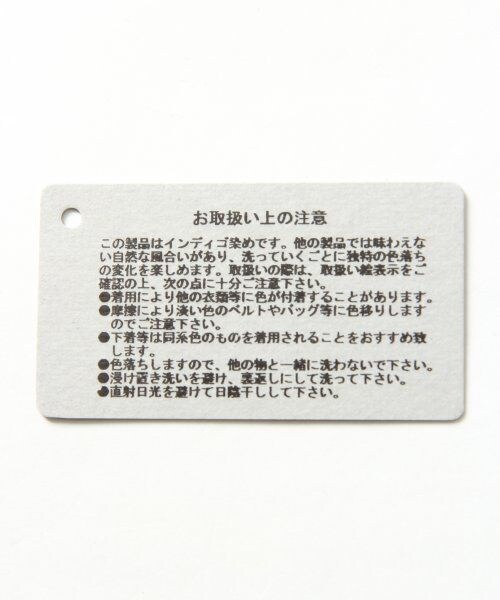 お取扱い上の注意
この製品はインディゴ染めです。他の製品では味わえな
い自然な風合いがあり、洗っていくごとに独特の色落ち
の変化を楽しめます。取扱いの際は、取扱い絵表示をご
確認の上、次の点に十分ご注意下さい。
●着用により他の衣類等に色が付着することがあります。
●摩擦により淡い色のベルトやバッグ等に色移りします
のでご注意下さい。
●下着等は同系色のものを着用されることをおすすめ致
します。
●色落ちしますので、他の物と一緒に洗わないで下さい。
●浸け置き洗いを避け、裏返しにして洗って下さい。
●直射日光を避けて日陰干しして下さい。